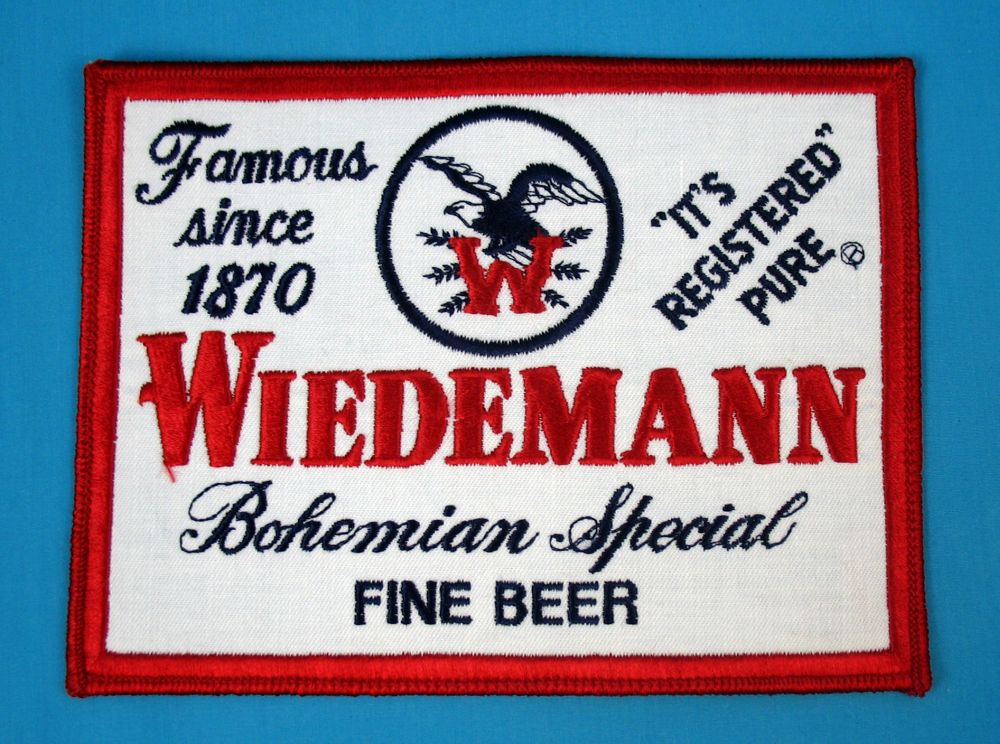 Famous
since
1870
W
"IT'S
REGISTERED"
PURE ®
WIEDEMANN
Bohemian Special
FINE BEER